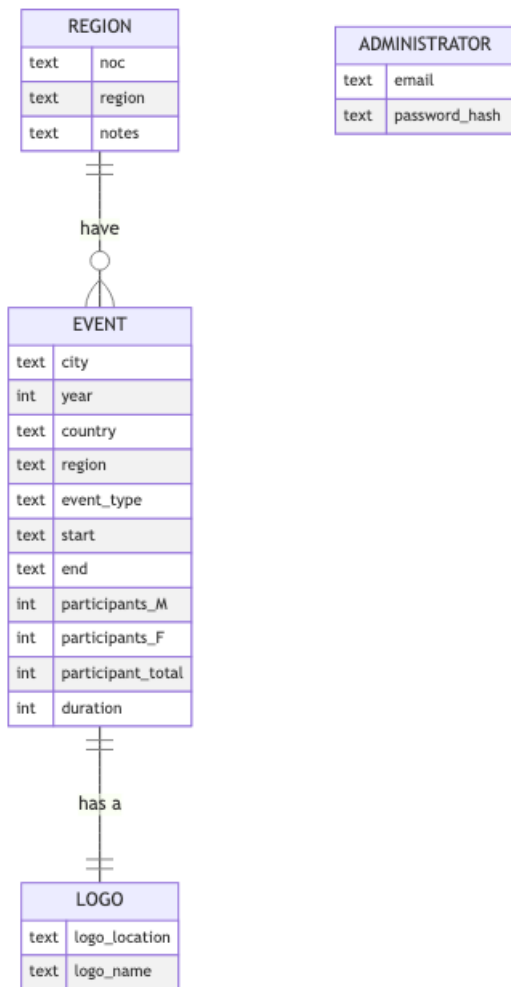 REGION
text noc
text region
text notes
ADMINISTRATOR
text email
text password_hash
have
EVENT
text city
int year
text country
text region
text event_type
text start
text end
int participants_M
int participants_F
int participant_total
int duration
has a
LOGO
text logo_location
text logo_name